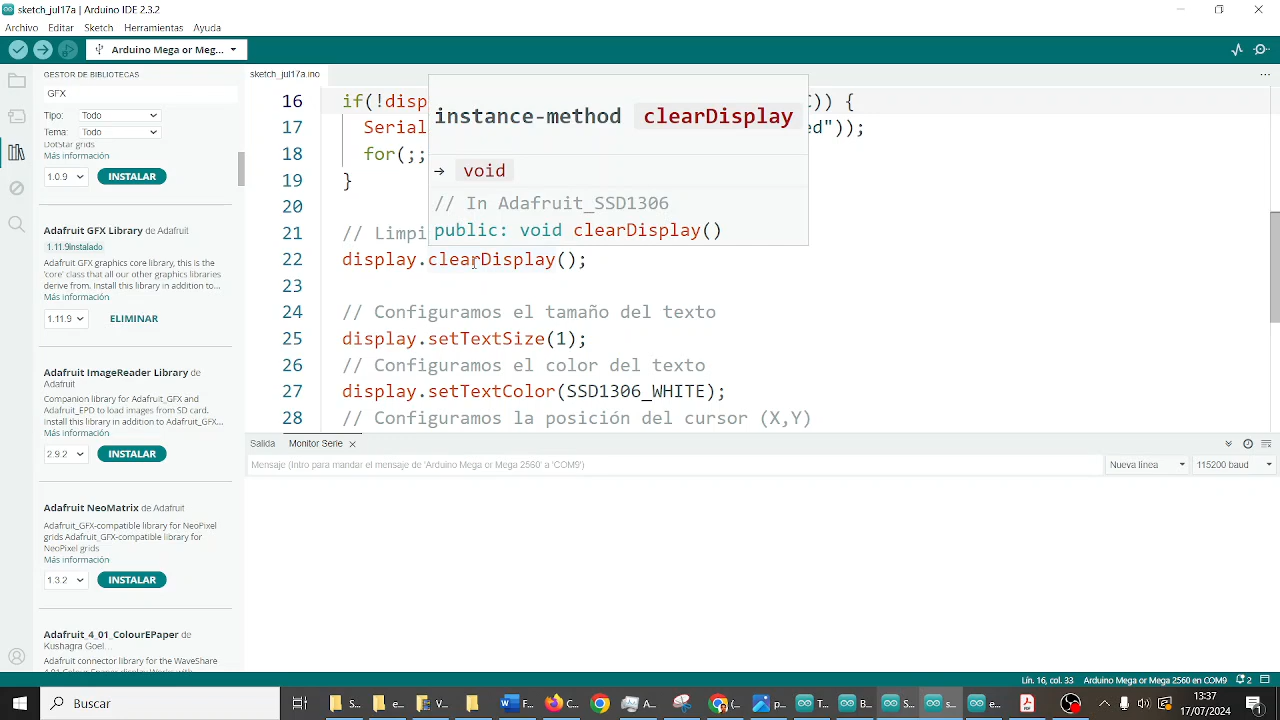 sketch_jul17a | Arduino IDE 2.3.2
Archivo Editar Sketch Herramientas Ayuda
Arduino Mega or Meg...
GESTOR DE BIBLIOTECAS
GFX
Tipo: Todo
Tema: Todo
DotStar grids
Más información
1.0.9 INSTALAR
Adafruit GFX Library de Adafruit
1.11.9 Instalado
Adafruit GFX graphics core library, this is the
'core' class that all our other graphics libraries
derive from. Install this library in addition to...
Más información
1.11.9 ELIMINAR
Adafruit ImageReader Library de
Adafruit
Companion library for Adafruit_GFX and
Adafruit_EPD to load images from SD card.
Install this library in addition to Adafruit_GFX...
Más información
2.9.2 INSTALAR
Adafruit NeoMatrix de Adafruit
Adafruit_GFX-compatible library for NeoPixel
grids Adafruit_GFX-compatible library for
NeoPixel grids
Más información
1.3.2 INSTALAR
Adafruit_4_01_ColourEPaper de
Kushagra Goel...
Adafruit connector library for the WaveShare
sketch_jul17a.ino
16 if(!disp )) {
17 Serial ed"));
18 for(;;
19 }
20
21 // Limpi
22 display.clearDisplay();
23
24 // Configuramos el tamaño del texto
25 display.setTextSize(1);
26 // Configuramos el color del texto
27 display.setTextColor(SSD1306_WHITE);
28 // Configuramos la posición del cursor (X,Y)
instance-method clearDisplay
→ void
// In Adafruit_SSD1306
public: void clearDisplay()
Salida Monitor Serie
Mensaje (Intro para mandar el mensaje de 'Arduino Mega or Mega 2560' a 'COM9')
Nueva línea 115200 baud
Lín. 16, col. 33 Arduino Mega or Mega 2560 en COM9 2
Buscar
S... e... V... F... C... A... (... p... T... B... S... s... e...
13:37
17/07/2024